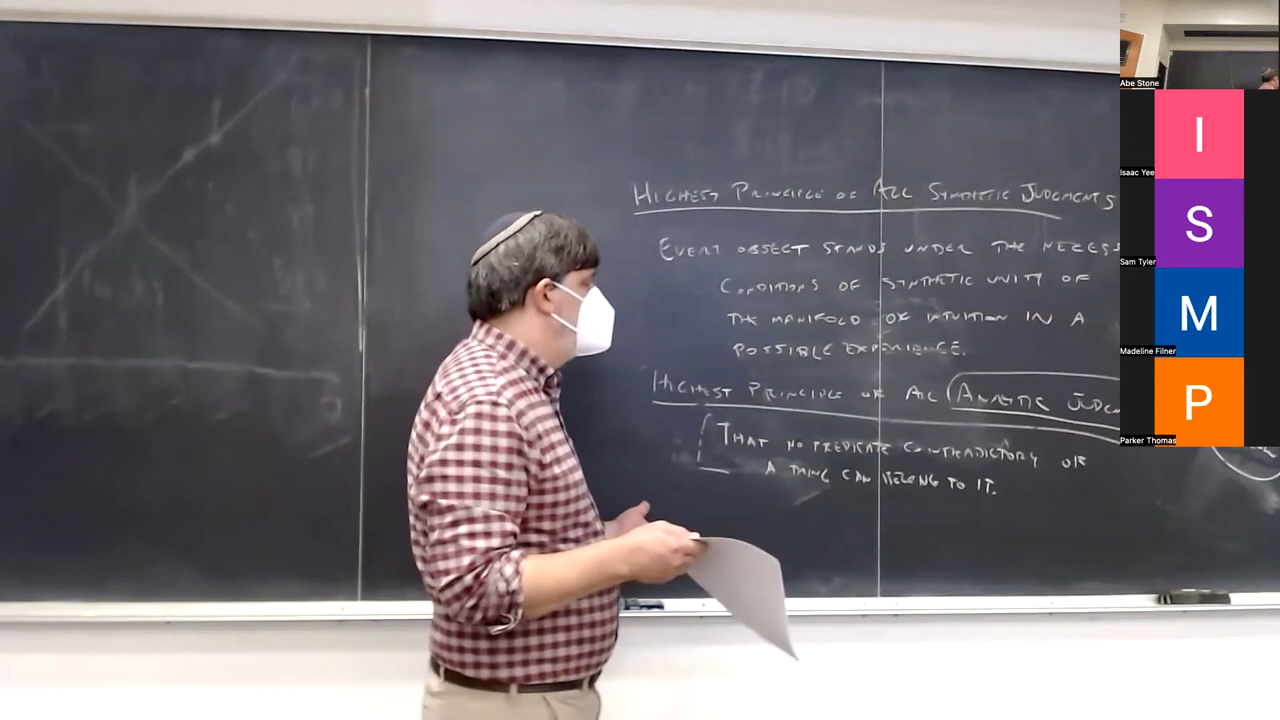 HIGHEST PRINCIPLE OF ALL SYNTHETIC JUDGMENTS
EVERY OBJECT STANDS UNDER THE NECESS
CONDITIONS OF SYNTHETIC UNITY OF
THE MANIFOLD OF INTUITION IN A
POSSIBLE EXPERIENCE.
HIGHEST PRINCIPLE OF ALL ANALYTIC JUDGM
THAT NO PREDICATE CONTRADICTORY OF
A THING CAN BELONG TO IT.
Abe Stone
I
Isaac Yee
S
Sam Tyler
M
Madeline Filner
P
Parker Thomas